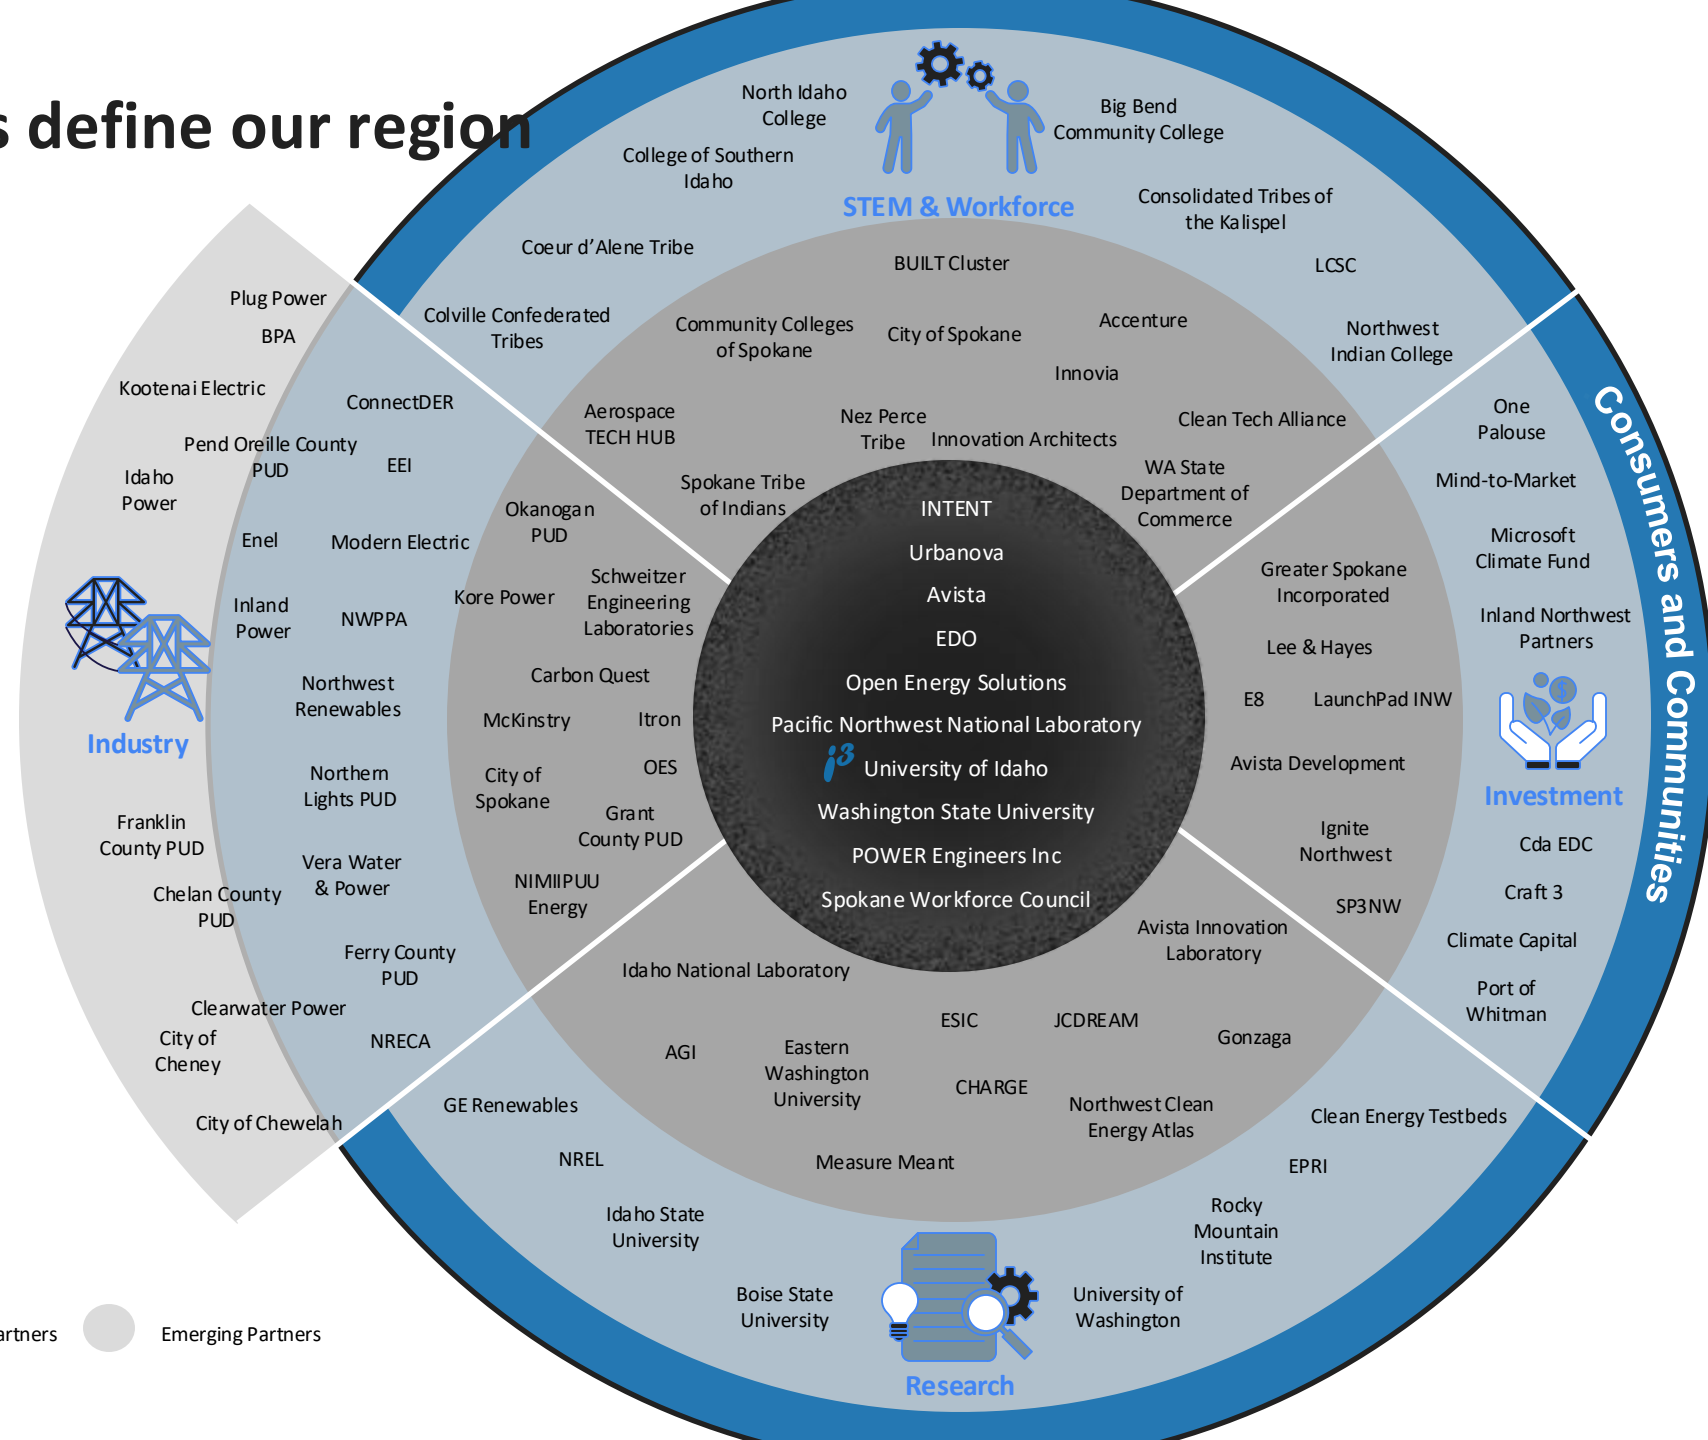 s define our region
North Idaho
College
College of Southern
Idaho
Coeur d’Alene Tribe
Colville Confederated
Tribes
STEM & Workforce
Big Bend
Community College
Consolidated Tribes of
the Kalispel
LCSC
Northwest
Indian College
BUILT Cluster
Community Colleges
of Spokane
City of Spokane
Accenture
Innovia
Aerospace
TECH HUB
Nez Perce
Tribe
Innovation Architects
Clean Tech Alliance
Spokane Tribe
of Indians
WA State
Department of
Commerce
Plug Power
BPA
Kootenai Electric
Pend Oreille County
PUD
Idaho
Power
ConnectDER
EEI
Enel
Modern Electric
Inland
Power
NWPPA
Northwest
Renewables
Industry
Northern
Lights PUD
Franklin
County PUD
Vera Water
& Power
Chelan County
PUD
Ferry County
PUD
Clearwater Power
City of
Cheney
NRECA
City of Chewelah
Okanogan
PUD
Kore Power
Schweitzer
Engineering
Laboratories
Carbon Quest
McKinstry
Itron
City of
Spokane
OES
Grant
County PUD
NIMIIPUU
Energy
INTENT
Urbanova
Avista
EDO
Open Energy Solutions
Pacific Northwest National Laboratory
i3 University of Idaho
Washington State University
POWER Engineers Inc
Spokane Workforce Council
Greater Spokane
Incorporated
Lee & Hayes
E8
LaunchPad INW
Avista Development
Ignite
Northwest
SP3NW
One
Palouse
Mind-to-Market
Microsoft
Climate Fund
Inland Northwest
Partners
Investment
Cda EDC
Craft 3
Climate Capital
Port of
Whitman
Consumers and Communities
Idaho National Laboratory
Avista Innovation
Laboratory
AGI
Eastern
Washington
University
ESIC
JCDREAM
Gonzaga
CHARGE
Northwest Clean
Energy Atlas
Measure Meant
GE Renewables
NREL
Idaho State
University
Boise State
University
Research
Clean Energy Testbeds
EPRI
Rocky
Mountain
Institute
University of
Washington
artners
Emerging Partners